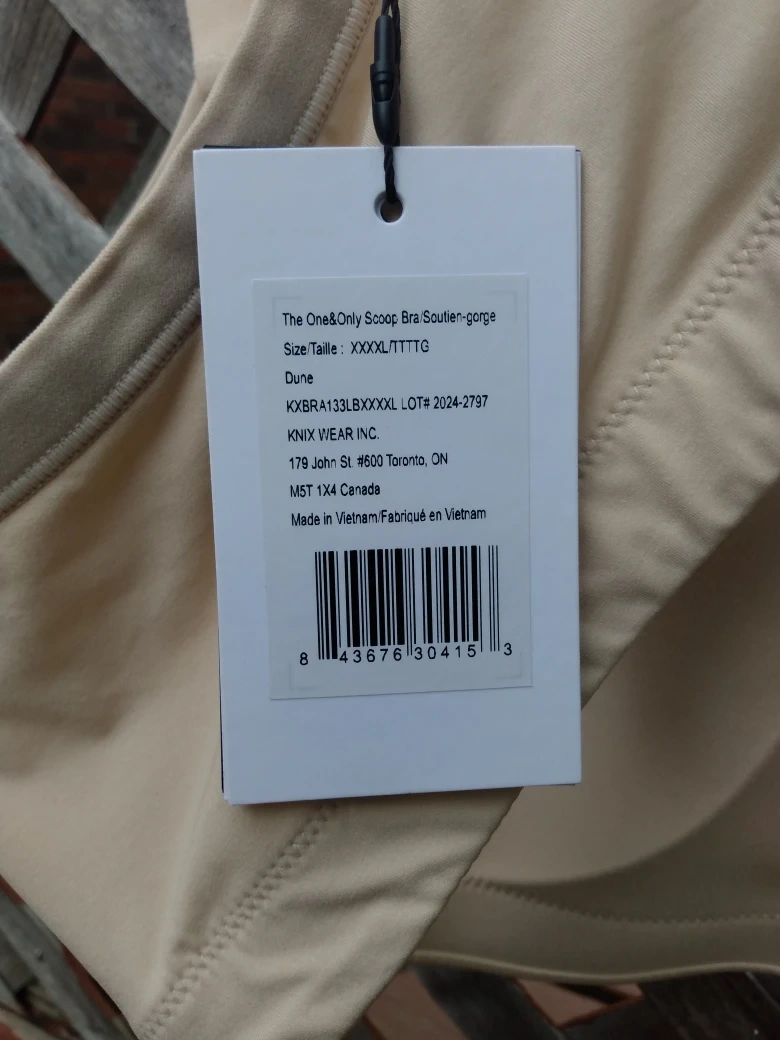 The One&Only Scoop Bra/Soutien-gorge
Size/Taille : XXXXL/TTTTG
Dune
KXBRA133LBXXXXL LOT# 2024-2797
KNIX WEAR INC.
179 John St. #600 Toronto, ON
M5T 1X4 Canada
Made in Vietnam/Fabriqué en Vietnam
8 43676 30415 3